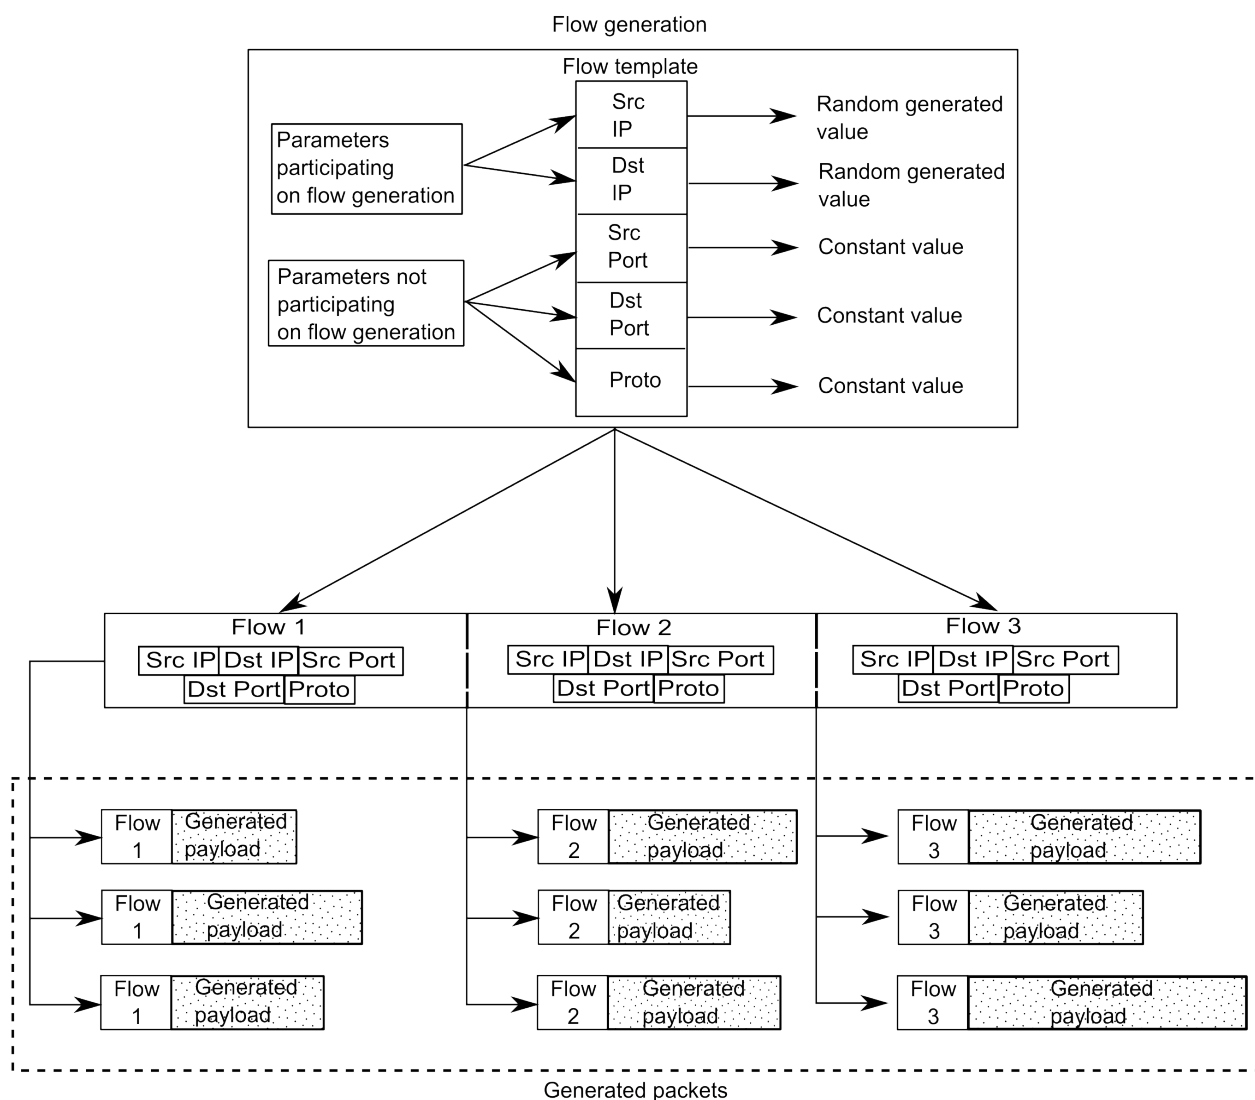 Flow generation
Flow template
Parameters
participating
on flow generation
Src
IP
Random generated
value
Dst
IP
Random generated
value
Parameters not
participating
on flow generation
Src
Port
Constant value
Dst
Port
Constant value
Proto
Constant value
Flow 1
Src IP Dst IP Src Port
Dst Port Proto
Flow 2
Src IP Dst IP Src Port
Dst Port Proto
Flow 3
Src IP Dst IP Src Port
Dst Port Proto
Flow
1
Generated
payload
Flow
2
Generated
payload
Flow
3
Generated
payload
Flow
1
Generated
payload
Flow
2
Generated
payload
Flow
3
Generated
payload
Flow
1
Generated
payload
Flow
2
Generated
payload
Flow
3
Generated
payload
Generated packets